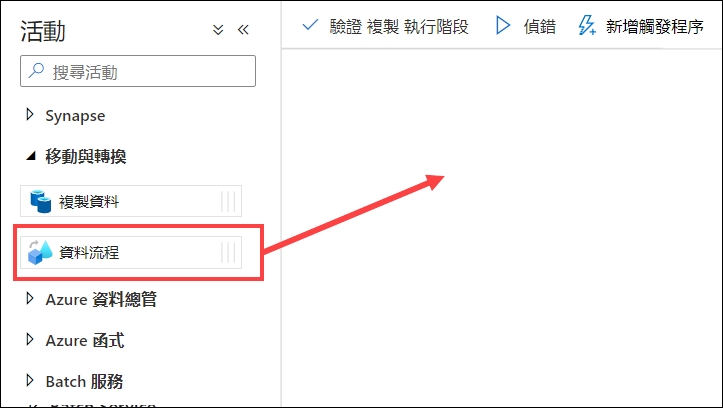 活動
搜尋活動
Synapse
移動與轉換
複製資料
資料流程
Azure 資料總管
Azure 函式
Batch 服務
Batch Service
驗證 複製 執行階段 偵錯 新增觸發程序